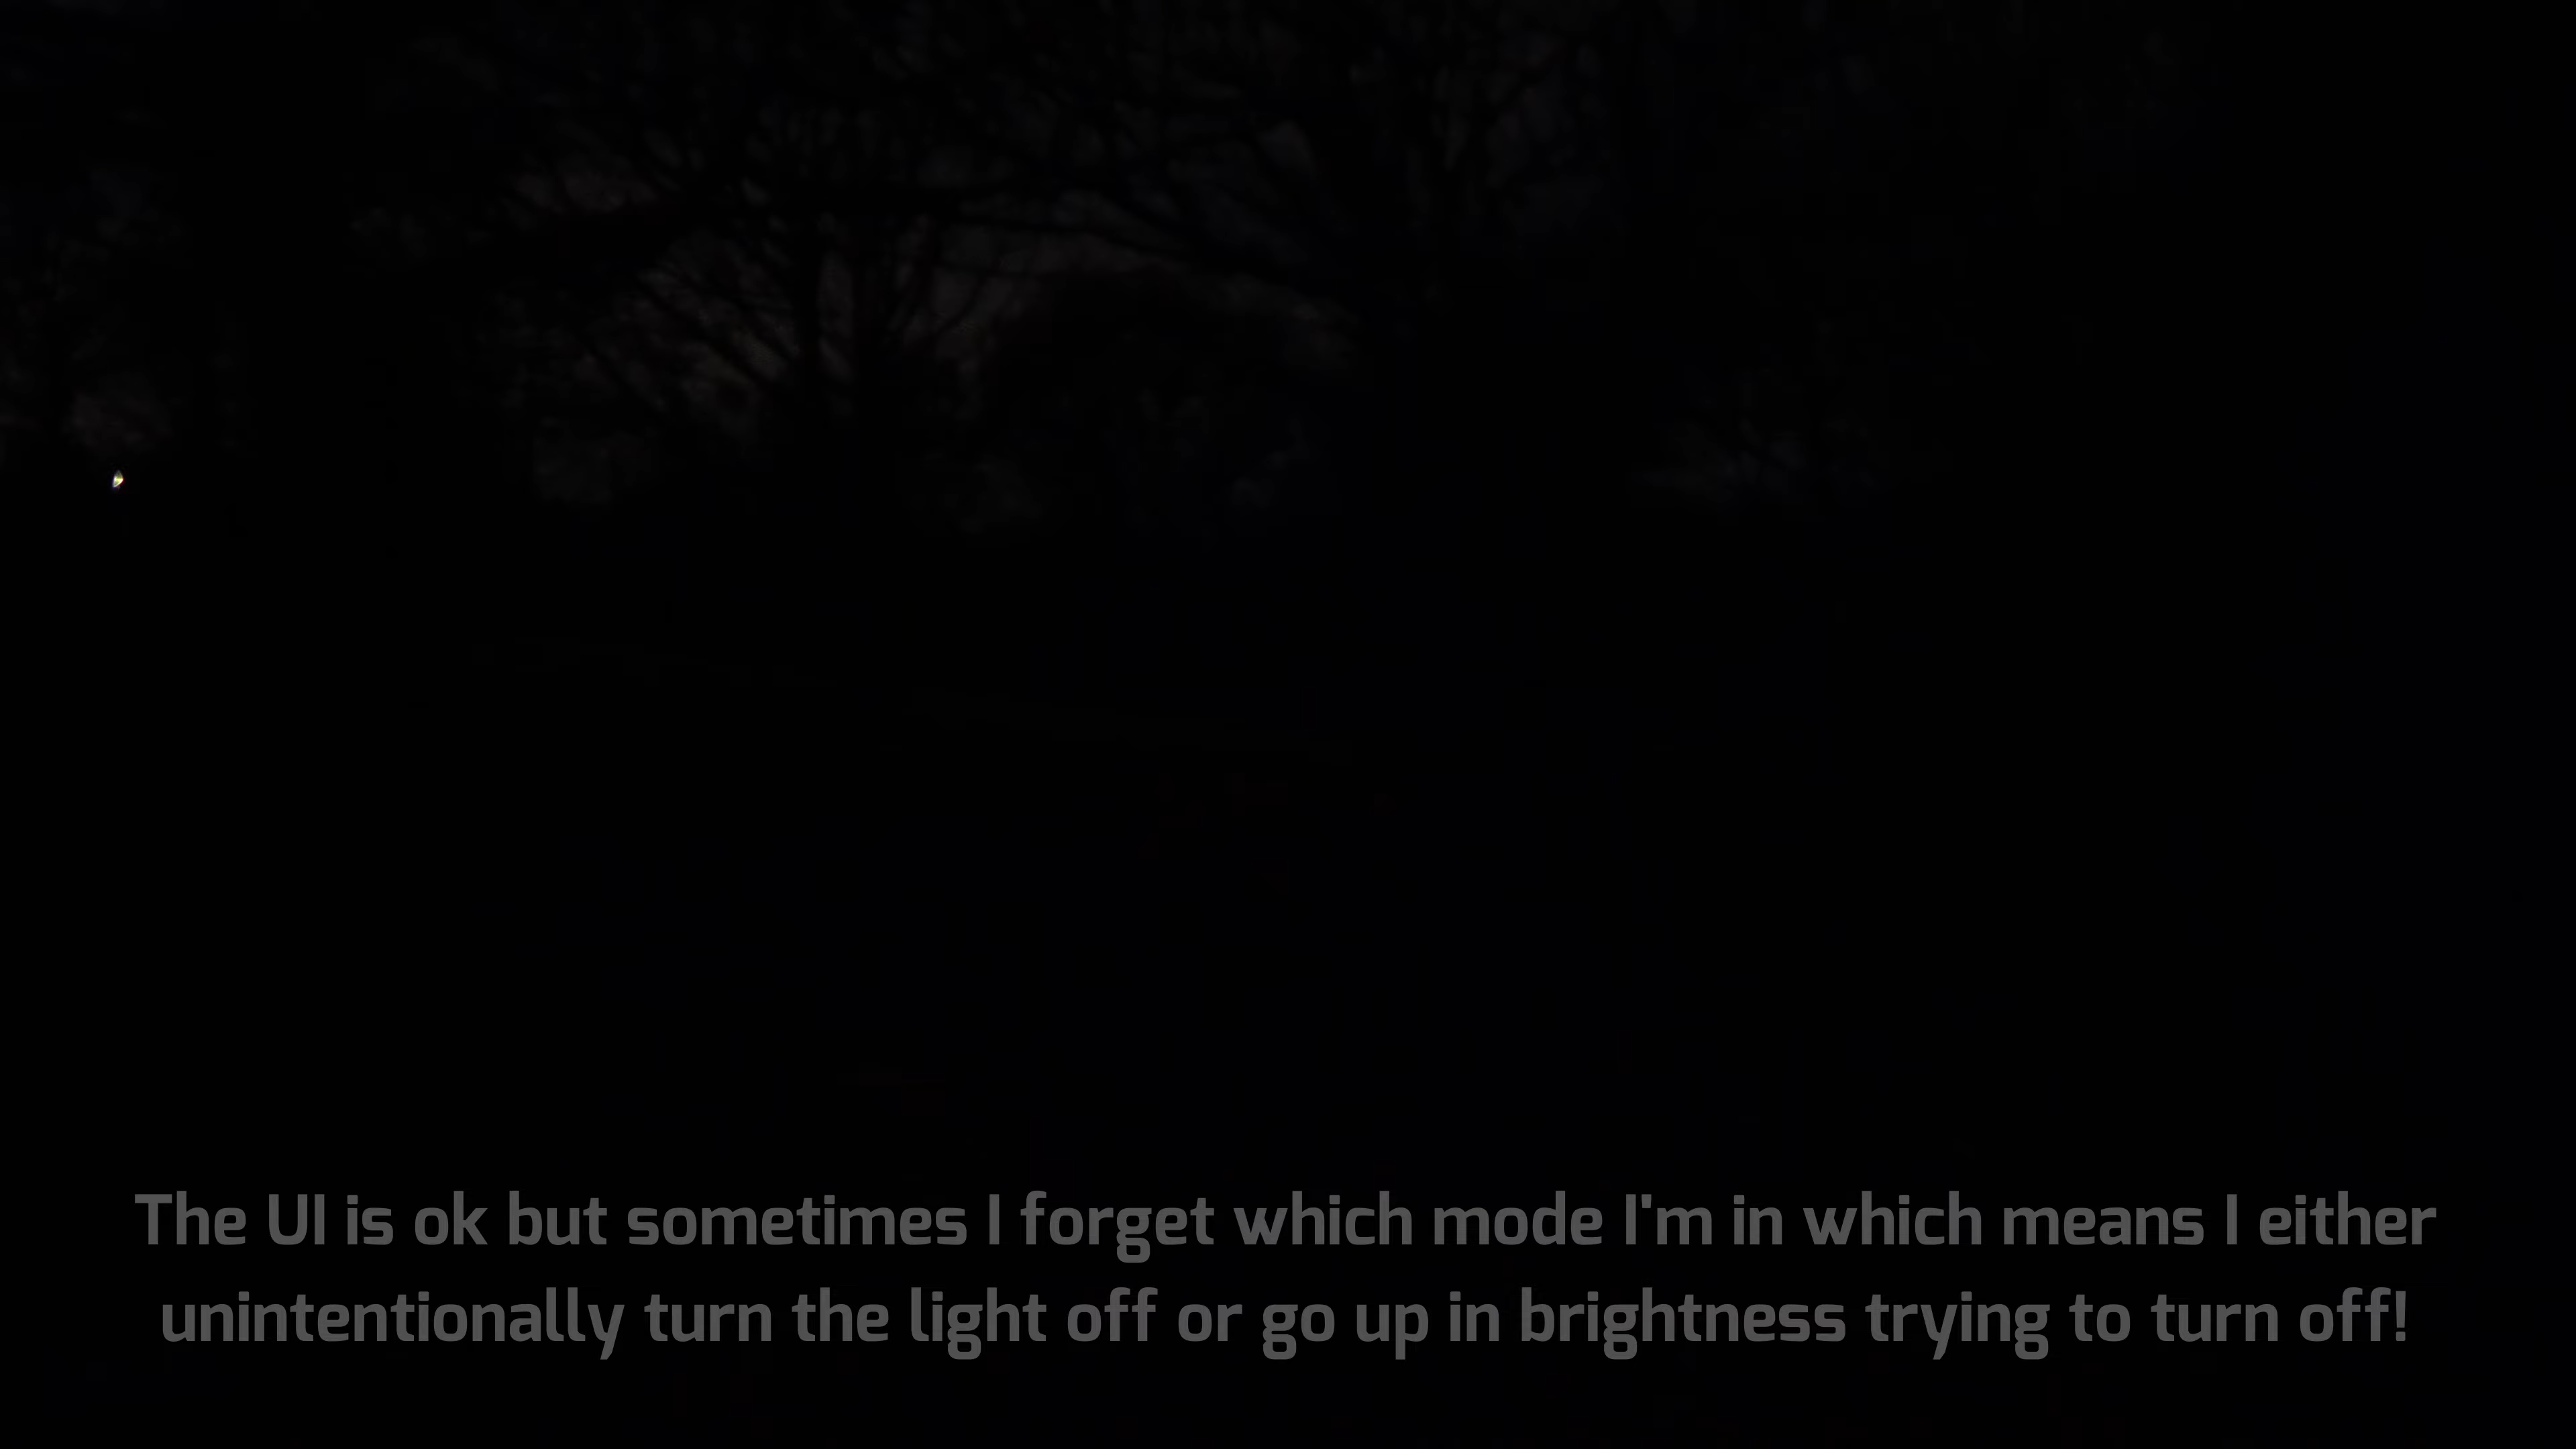 The UI is ok but sometimes I forget which mode I'm in which means I either
unintentionally turn the light off or go up in brightness trying to turn off!